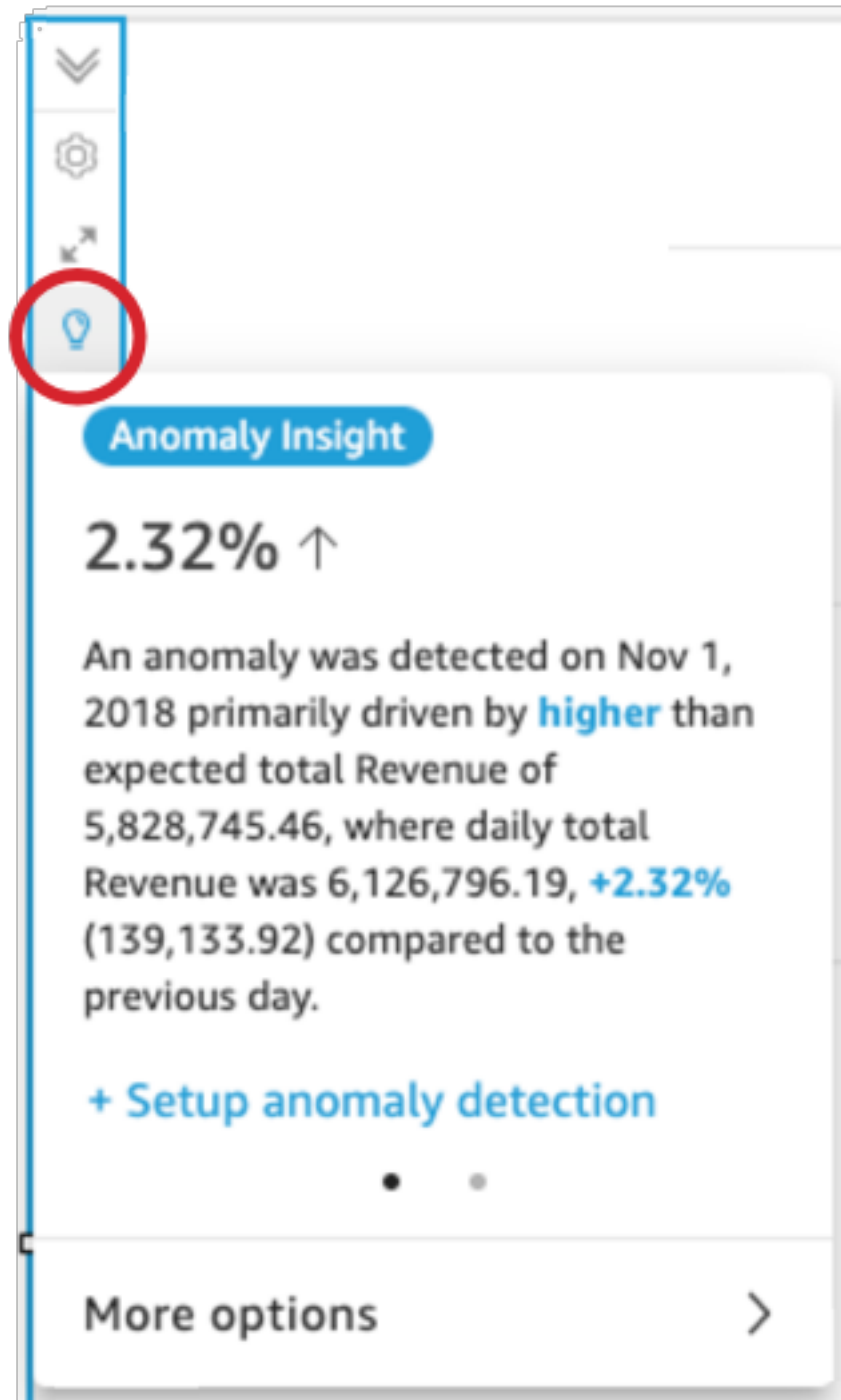 Anomaly Insight
2.32% ↑
An anomaly was detected on Nov 1,
2018 primarily driven by higher than
expected total Revenue of
5,828,745.46, where daily total
Revenue was 6,126,796.19, +2.32%
(139,133.92) compared to the
previous day.
+ Setup anomaly detection
More options